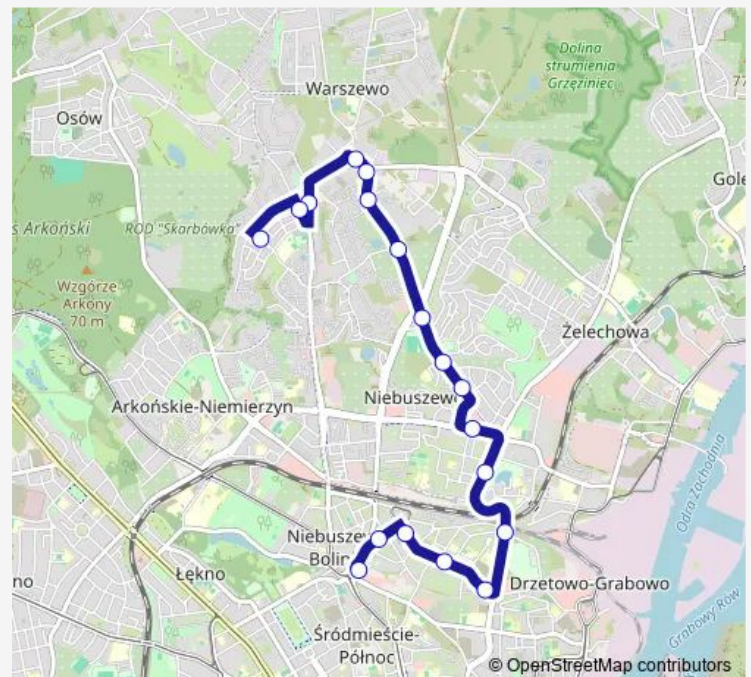 Dolina
strumienia
Grzęziniec
Warszewo
77
Osów
Gole
s Arkoński
ROD "Skarbówka"
Wzgórze
Arkony
70 m
Żelechowa
Niebuszewo
Arkońskie-Niemierzyn
Odra Zachodnia
Niebuszew
Bolin
no
Łękno
Drzetowo-Grabowo
Grabowy Rów
Śródmieście-
Północ
© OpenStreetMap contributors